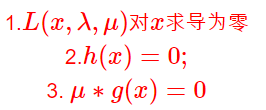 1.L(x, λ, μ)对x求导为零
2.h(x) = 0;
3. μ * g(x) = 0